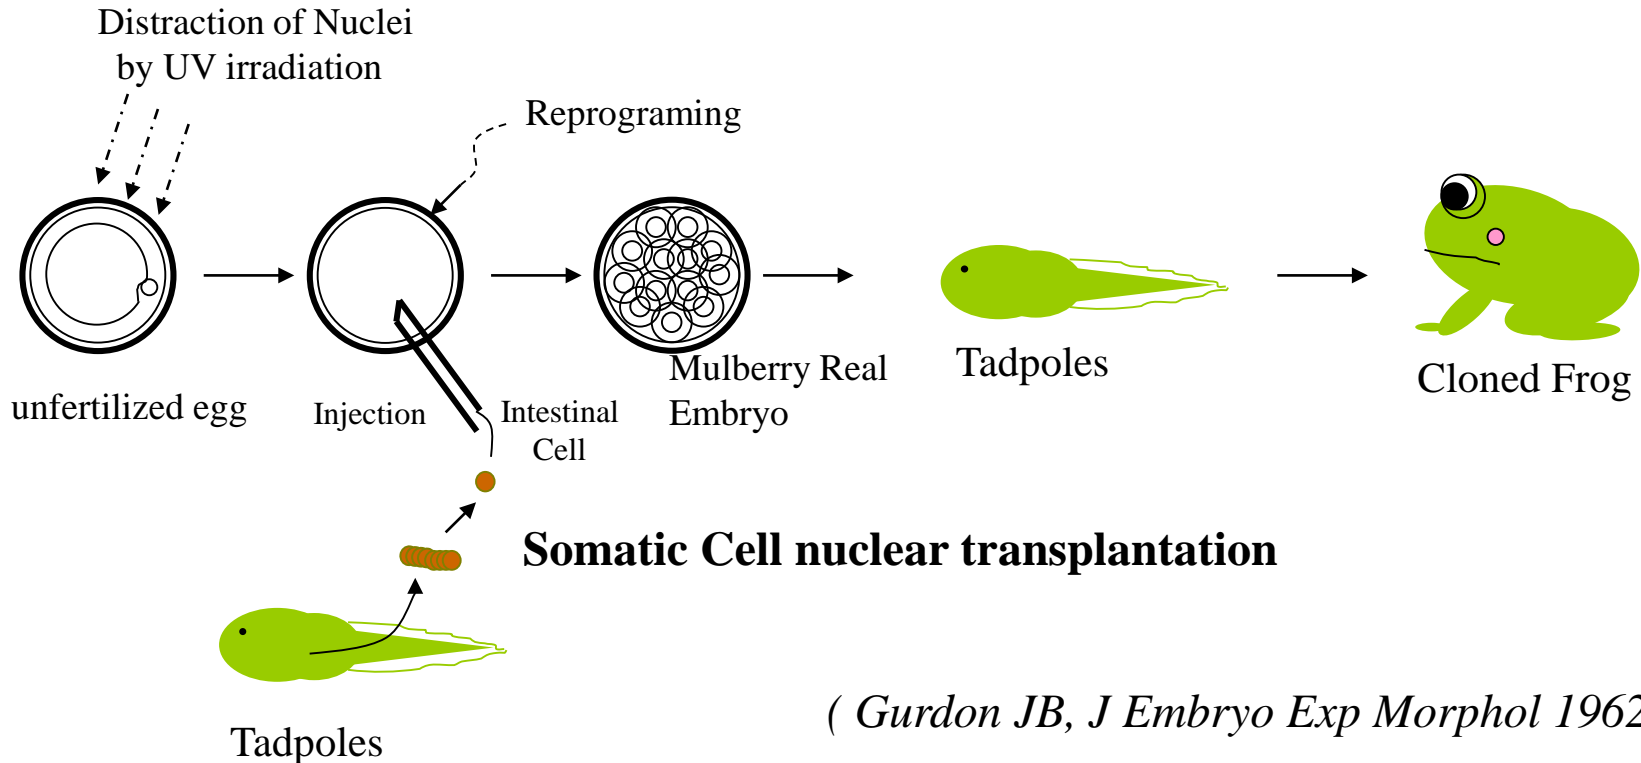 Distraction of Nuclei
by UV irradiation
Reprograming
unfertilized egg
Injection
Intestinal
Cell
Mulberry Real
Embryo
Tadpoles
Cloned Frog
Somatic Cell nuclear transplantation
Tadpoles
( Gurdon JB, J Embryo Exp Morphol 1962